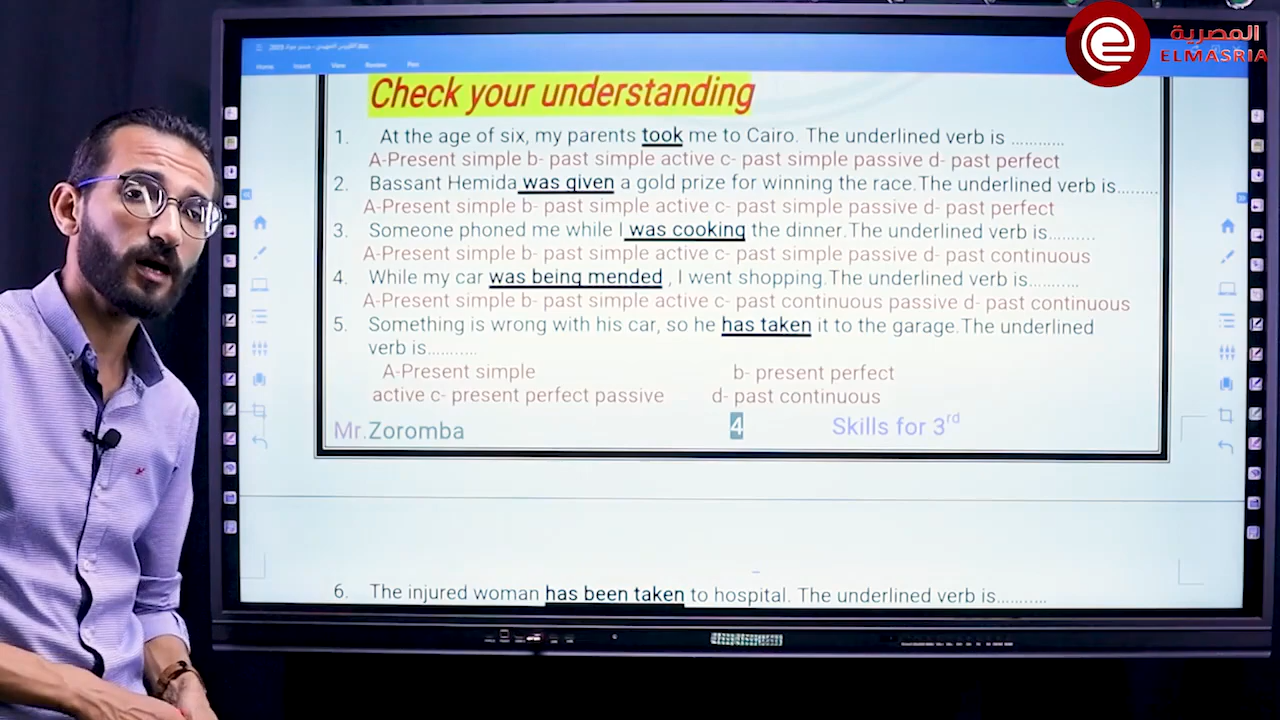 المصرية
ELMASRIA
Home Insert View Review Pen
Check your understanding
1. At the age of six, my parents took me to Cairo. The underlined verb is ............
A-Present simple b- past simple active c- past simple passive d- past perfect
2. Bassant Hemida was given a gold prize for winning the race.The underlined verb is.........
A-Present simple b- past simple active c- past simple passive d- past perfect
3. Someone phoned me while I was cooking the dinner.The underlined verb is..........
A-Present simple b- past simple active c- past simple passive d- past continuous
4. While my car was being mended , I went shopping.The underlined verb is...........
A-Present simple b- past simple active c- past continuous passive d- past continuous
5. Something is wrong with his car, so he has taken it to the garage.The underlined
verb is...........
A-Present simple b- present perfect
active c- present perfect passive d- past continuous
Mr.Zoromba 4 Skills for 3rd
6. The injured woman has been taken to hospital. The underlined verb is...........